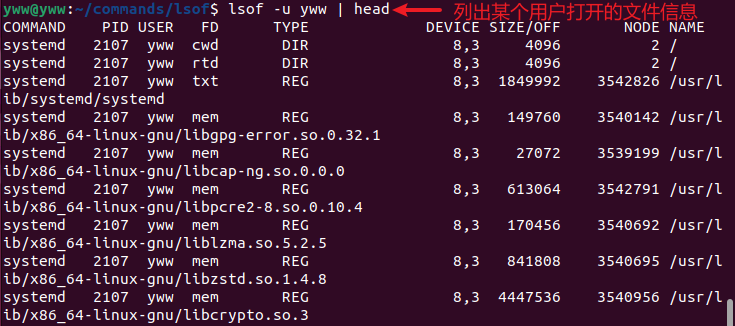 yww@yww:~/commands/lsof$ lsof -u yww | head 列出某个用户打开的文件信息
COMMAND PID USER FD TYPE DEVICE SIZE/OFF NODE NAME
systemd 2107 yww cwd DIR 8,3 4096 2 /
systemd 2107 yww rtd DIR 8,3 4096 2 /
systemd 2107 yww txt REG 8,3 1849992 3542826 /usr/l
ib/systemd/systemd
systemd 2107 yww mem REG 8,3 149760 3540142 /usr/l
ib/x86_64-linux-gnu/libgpg-error.so.0.32.1
systemd 2107 yww mem REG 8,3 27072 3539199 /usr/l
ib/x86_64-linux-gnu/libcap-ng.so.0.0.0
systemd 2107 yww mem REG 8,3 613064 3542791 /usr/l
ib/x86_64-linux-gnu/libpcre2-8.so.0.10.4
systemd 2107 yww mem REG 8,3 170456 3540692 /usr/l
ib/x86_64-linux-gnu/liblzma.so.5.2.5
systemd 2107 yww mem REG 8,3 841808 3540695 /usr/l
ib/x86_64-linux-gnu/libzstd.so.1.4.8
systemd 2107 yww mem REG 8,3 4447536 3540956 /usr/l
ib/x86_64-linux-gnu/libcrypto.so.3